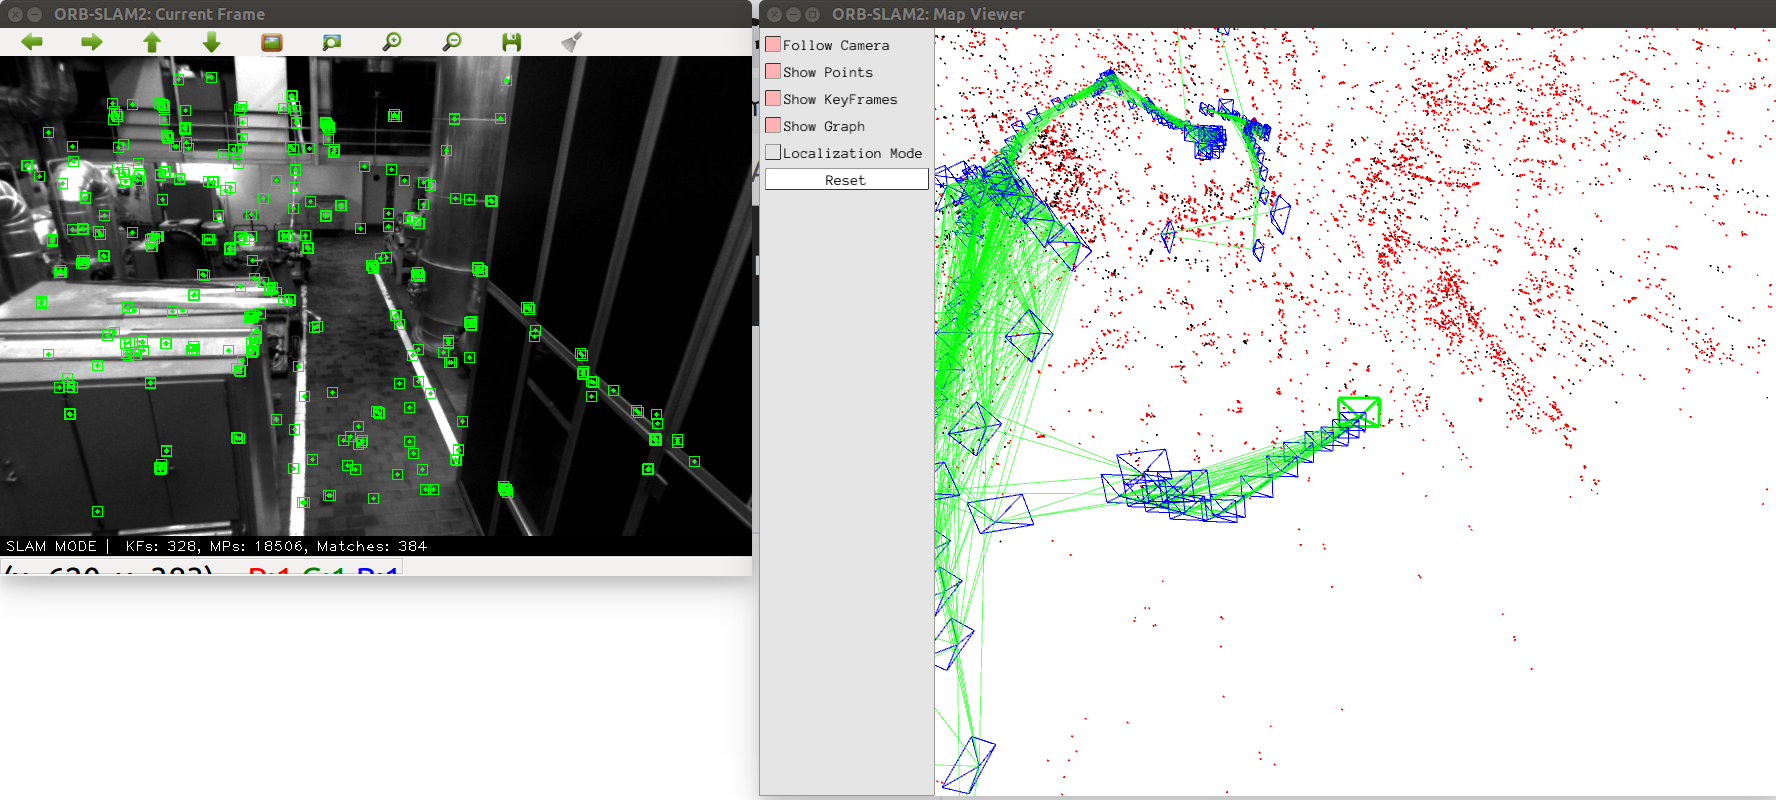 ORB-SLAM2: Current Frame
SLAM MODE | KFs: 328, MPs: 18506, Matches: 384
ORB-SLAM2: Map Viewer
Follow Camera
Show Points
Show KeyFrames
Show Graph
Localization Mode
Reset